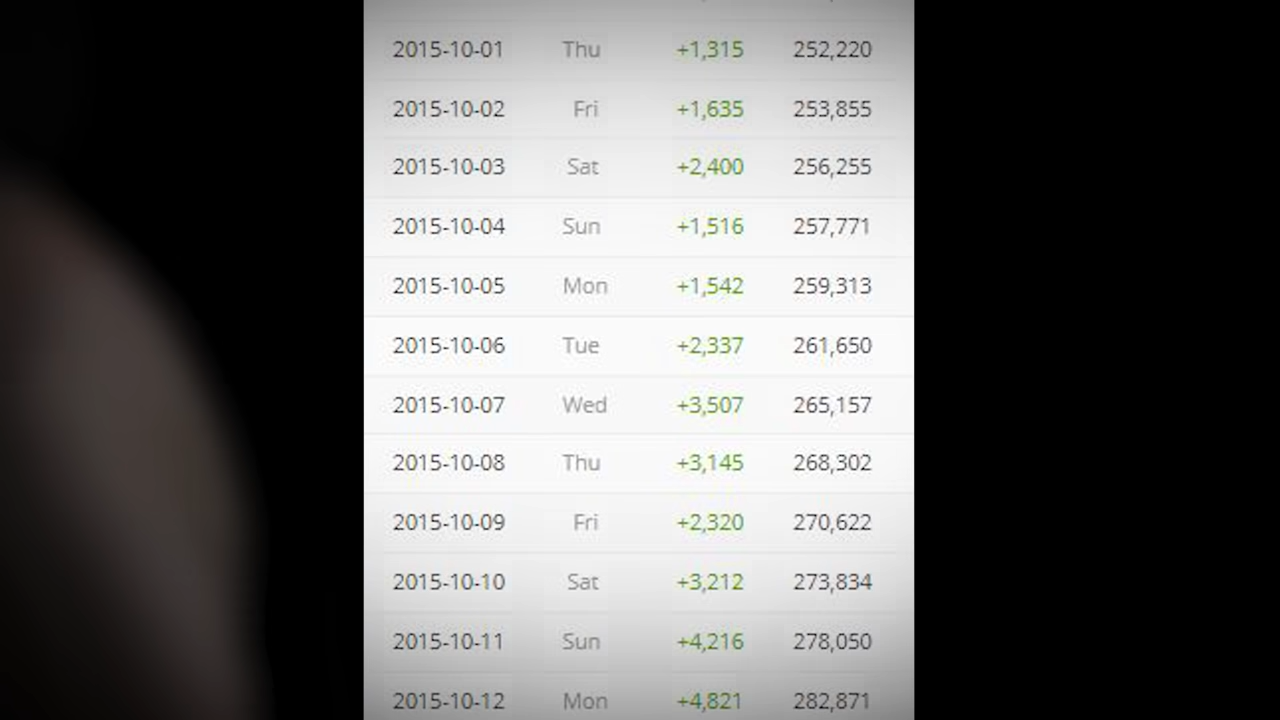 2015-10-01 Thu +1,315 252,220
2015-10-02 Fri +1,635 253,855
2015-10-03 Sat +2,400 256,255
2015-10-04 Sun +1,516 257,771
2015-10-05 Mon +1,542 259,313
2015-10-06 Tue +2,337 261,650
2015-10-07 Wed +3,507 265,157
2015-10-08 Thu +3,145 268,302
2015-10-09 Fri +2,320 270,622
2015-10-10 Sat +3,212 273,834
2015-10-11 Sun +4,216 278,050
2015-10-12 Mon +4,821 282,871